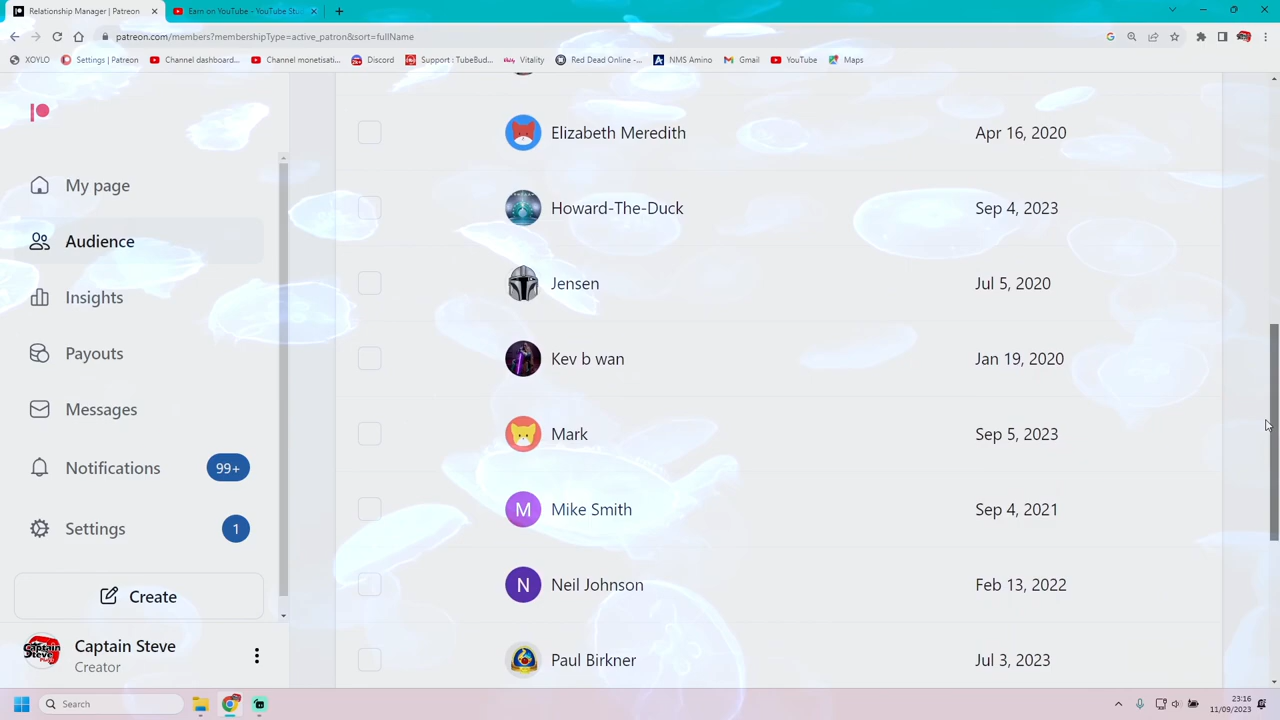 Relationship Manager | Patreon
Earn on YouTube - YouTube Stu
patreon.com/members?membershipType=active_patron&sort=fullName
XOYLO
Settings | Patreon
Channel dashboard...
Channel monetisati...
Discord
Support : TubeBud...
Vitality
Red Dead Online -...
NMS Amino
Gmail
YouTube
Maps
My page
Audience
Insights
Payouts
Messages
Notifications 99+
Settings 1
Create
Captain Steve
Creator
Elizabeth Meredith Apr 16, 2020
Howard-The-Duck Sep 4, 2023
Jensen Jul 5, 2020
Kev b wan Jan 19, 2020
Mark Sep 5, 2023
M Mike Smith Sep 4, 2021
N Neil Johnson Feb 13, 2022
Paul Birkner Jul 3, 2023
Search
23:16
11/09/2023